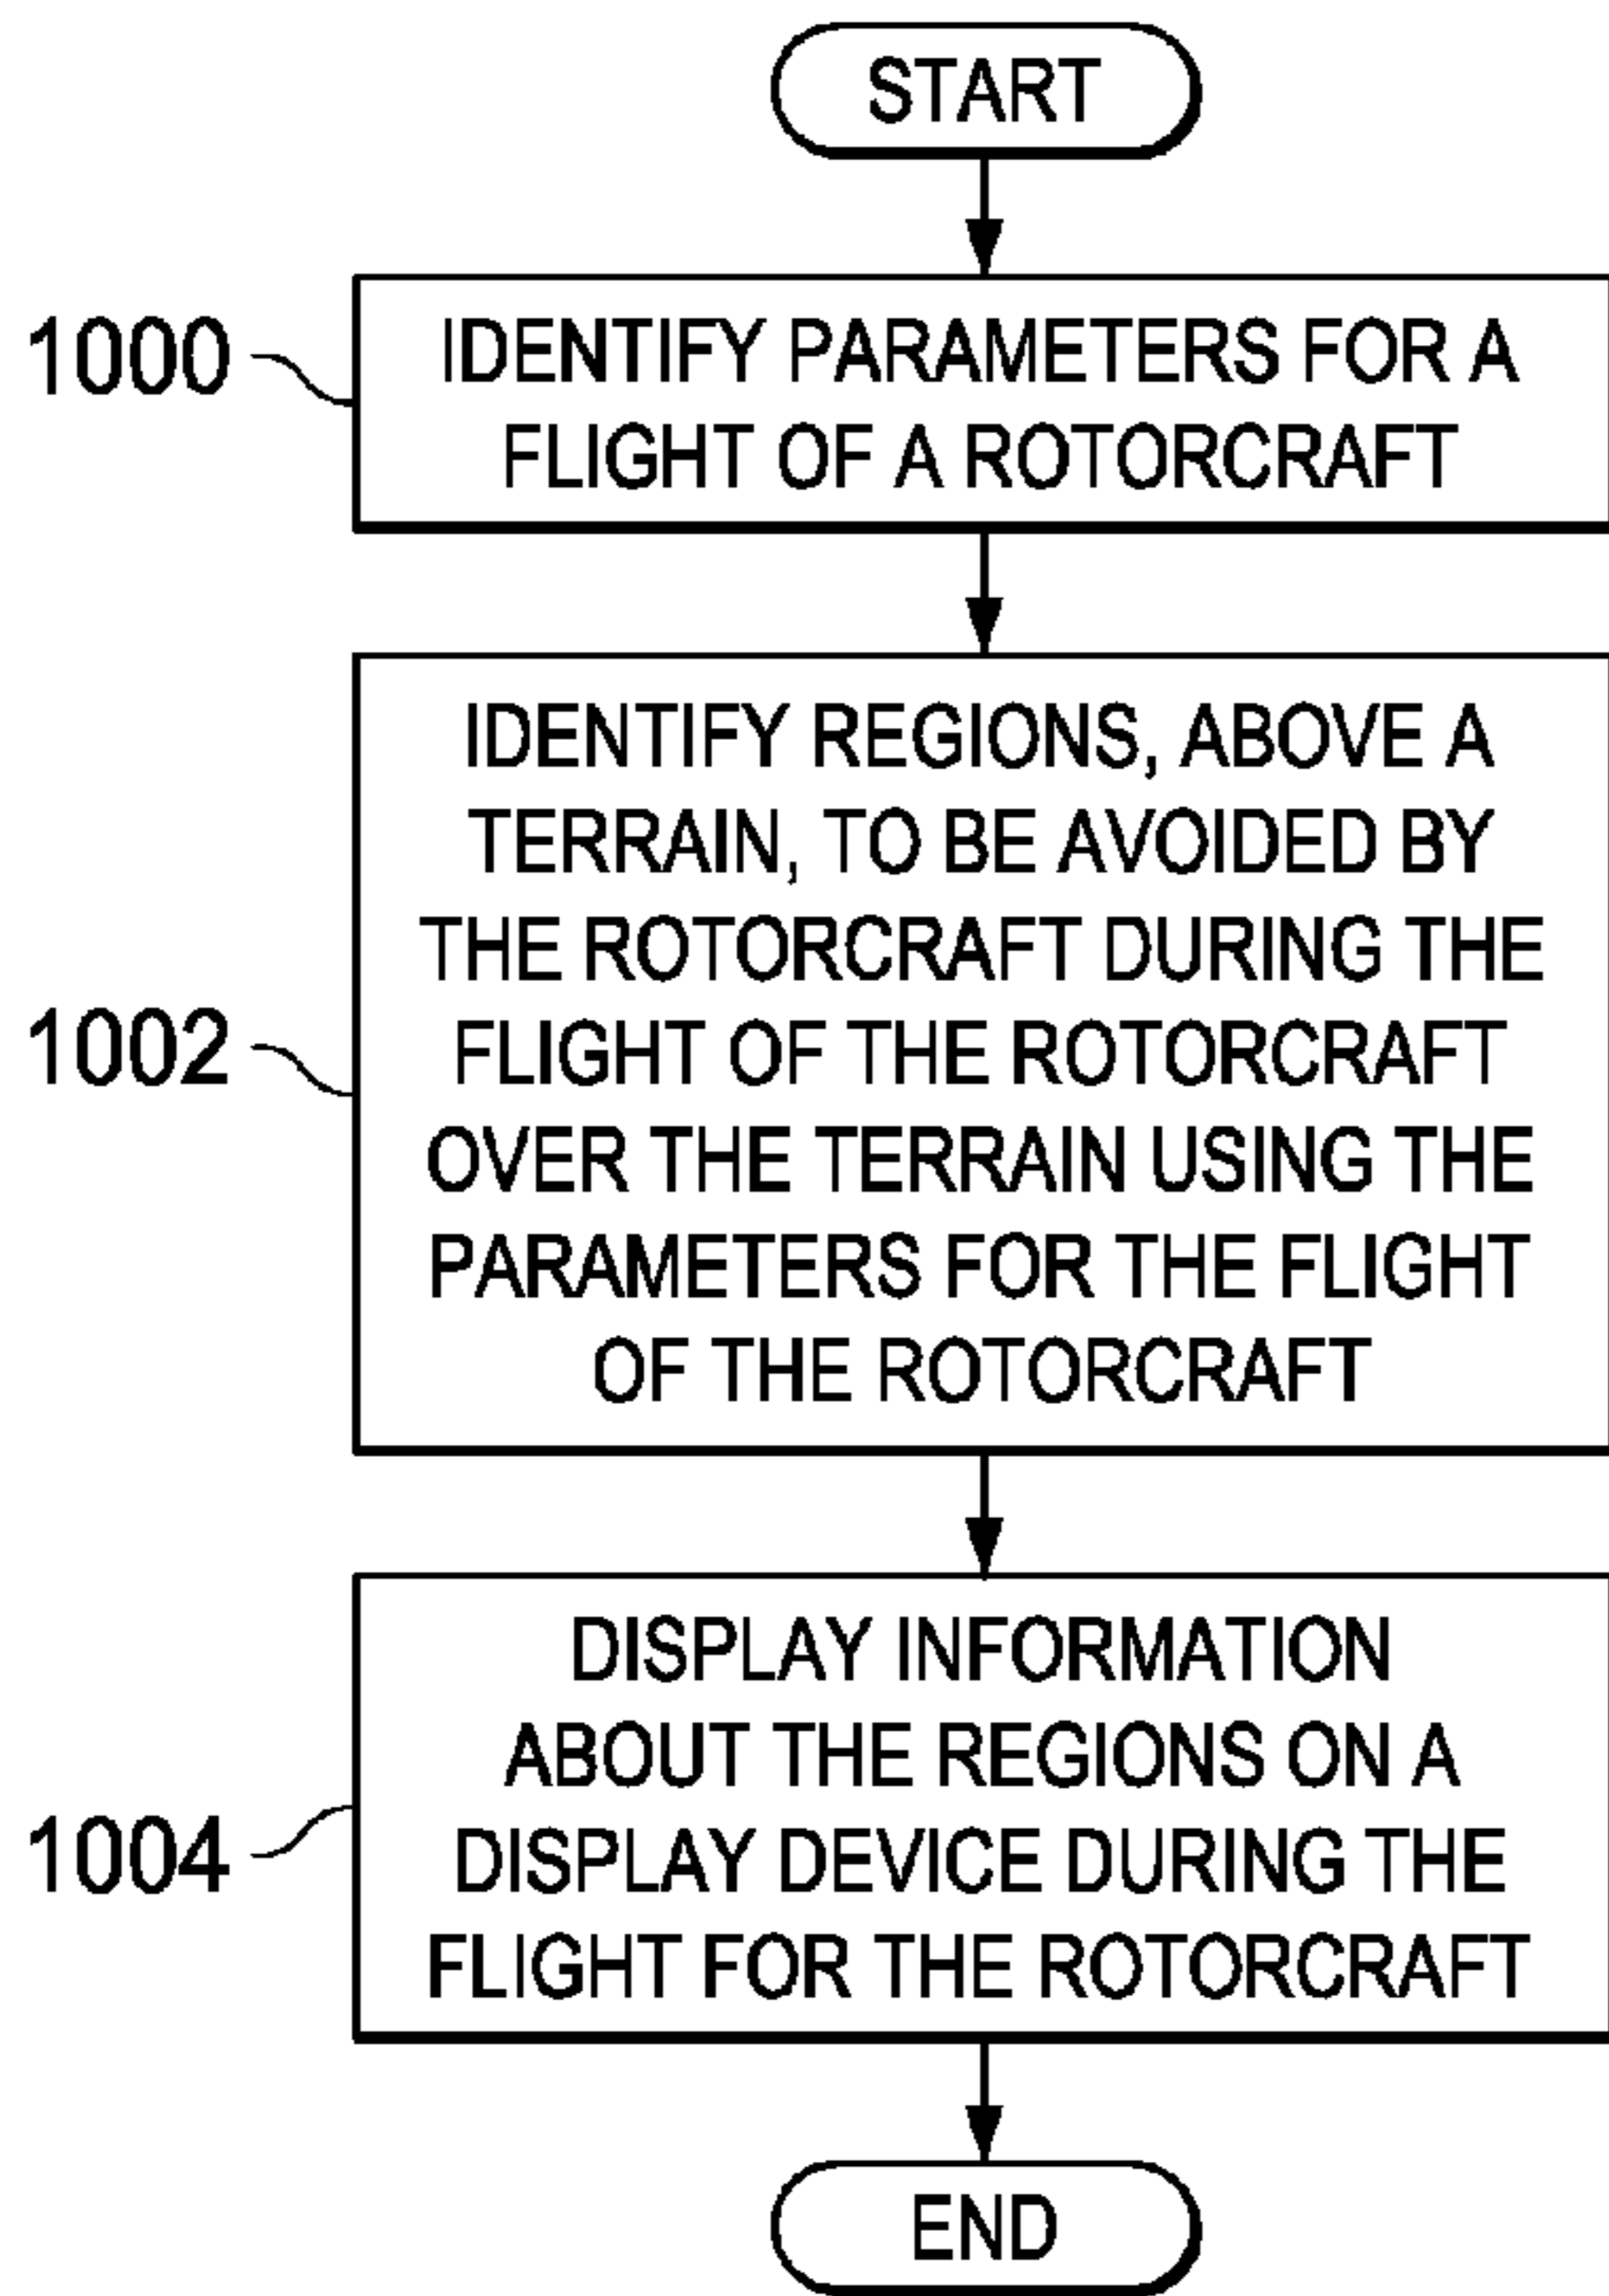 START
1000
IDENTIFY PARAMETERS FOR A
FLIGHT OF A ROTORCRAFT
1002
IDENTIFY REGIONS, ABOVE A
TERRAIN, TO BE AVOIDED BY
THE ROTORCRAFT DURING THE
FLIGHT OF THE ROTORCRAFT
OVER THE TERRAIN USING THE
PARAMETERS FOR THE FLIGHT
OF THE ROTORCRAFT
1004
DISPLAY INFORMATION
ABOUT THE REGIONS ON A
DISPLAY DEVICE DURING THE
FLIGHT FOR THE ROTORCRAFT
END